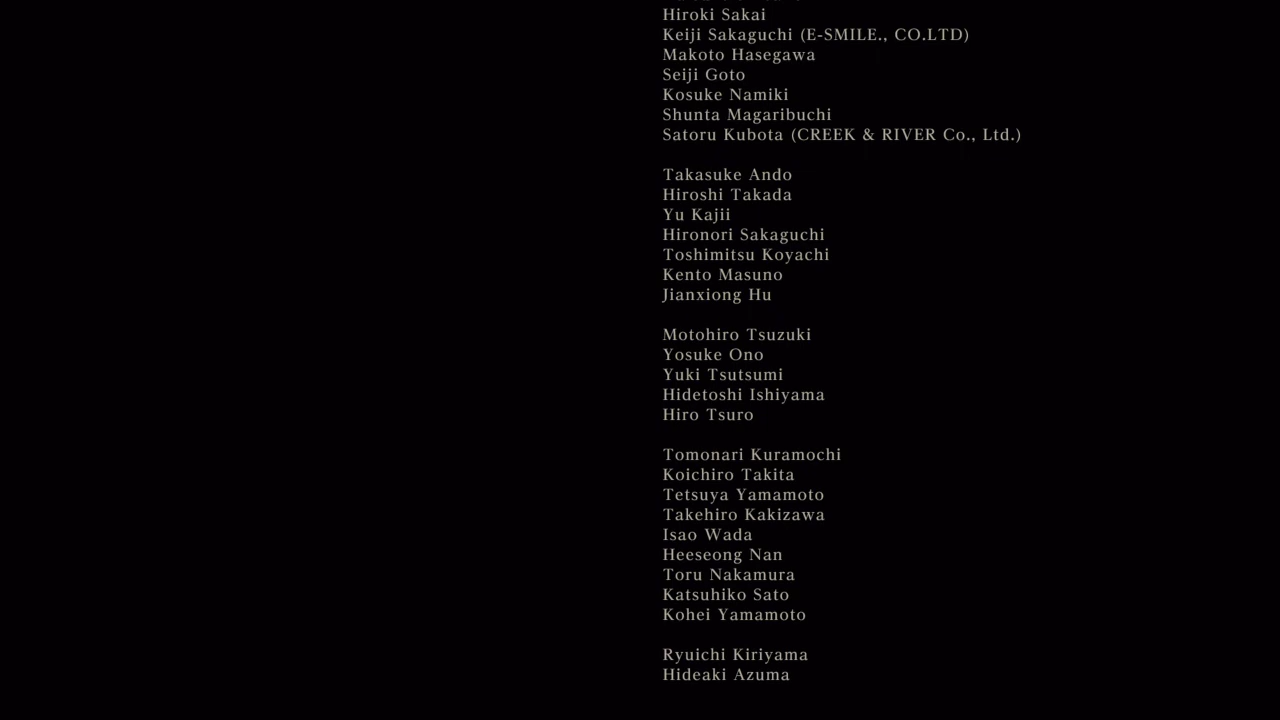 Hiroki Sakai
Keiji Sakaguchi (E-SMILE., CO.LTD)
Makoto Hasegawa
Seiji Goto
Kosuke Namiki
Shunta Magaribuchi
Satoru Kubota (CREEK & RIVER Co., Ltd.)
Takasuke Ando
Hiroshi Takada
Yu Kajii
Hironori Sakaguchi
Toshimitsu Koyachi
Kento Masuno
Jianxiong Hu
Motohiro Tsuzuki
Yosuke Ono
Yuki Tsutsumi
Hidetoshi Ishiyama
Hiro Tsuro
Tomonari Kuramochi
Koichiro Takita
Tetsuya Yamamoto
Takehiro Kakizawa
Isao Wada
Heeseong Nan
Toru Nakamura
Katsuhiko Sato
Kohei Yamamoto
Ryuichi Kiriyama
Hideaki Azuma